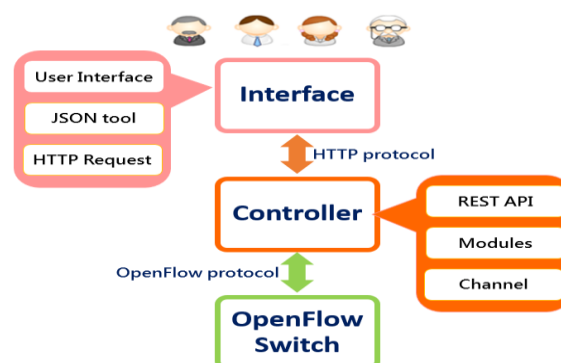 User Interface
JSON tool
HTTP Request
Interface
HTTP protocol
Controller
REST API
Modules
Channel
OpenFlow protocol
OpenFlow
Switch